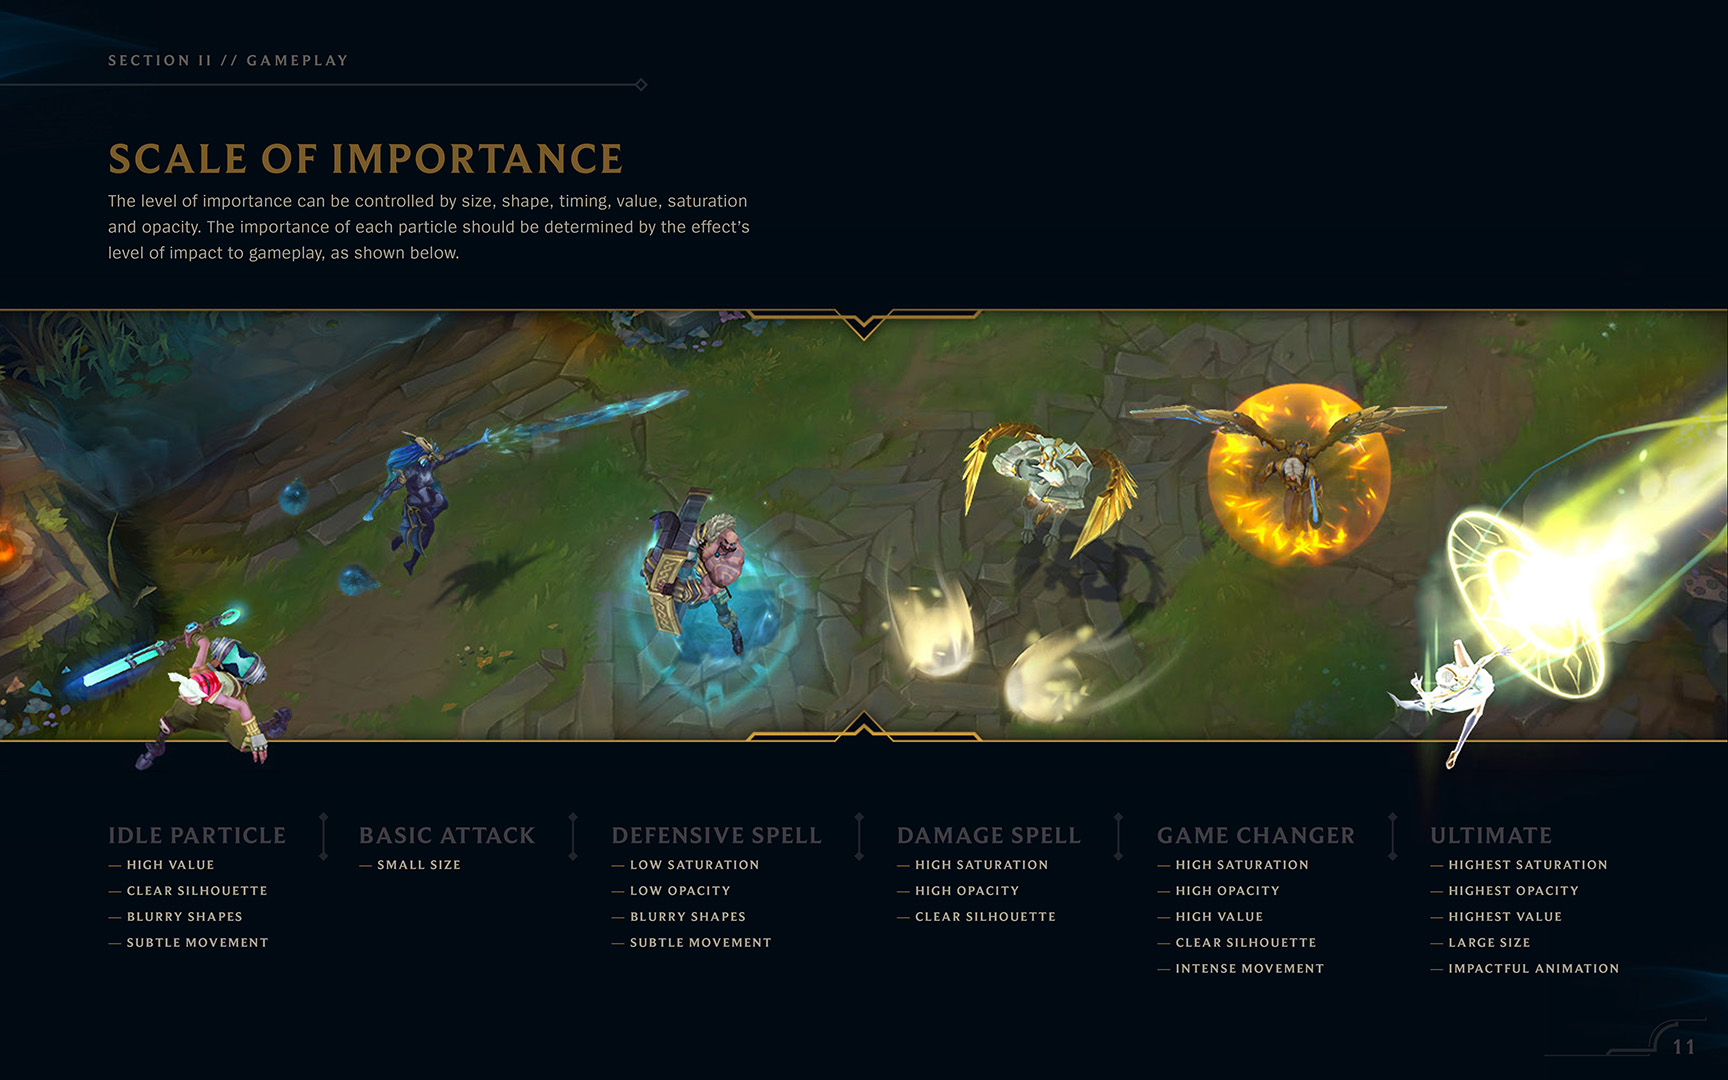 SECTION II // GAMEPLAY
SCALE OF IMPORTANCE
The level of importance can be controlled by size, shape, timing, value, saturation
and opacity. The importance of each particle should be determined by the effect's
level of impact to gameplay, as shown below.
IDLE PARTICLE
— HIGH VALUE
— CLEAR SILHOUETTE
— BLURRY SHAPES
— SUBTLE MOVEMENT
BASIC ATTACK
— SMALL SIZE
DEFENSIVE SPELL
— LOW SATURATION
— LOW OPACITY
— BLURRY SHAPES
— SUBTLE MOVEMENT
DAMAGE SPELL
— HIGH SATURATION
— HIGH OPACITY
— CLEAR SILHOUETTE
GAME CHANGER
— HIGH SATURATION
— HIGH OPACITY
— HIGH VALUE
— CLEAR SILHOUETTE
— INTENSE MOVEMENT
ULTIMATE
— HIGHEST SATURATION
— HIGHEST OPACITY
— HIGHEST VALUE
— LARGE SIZE
— IMPACTFUL ANIMATION
11